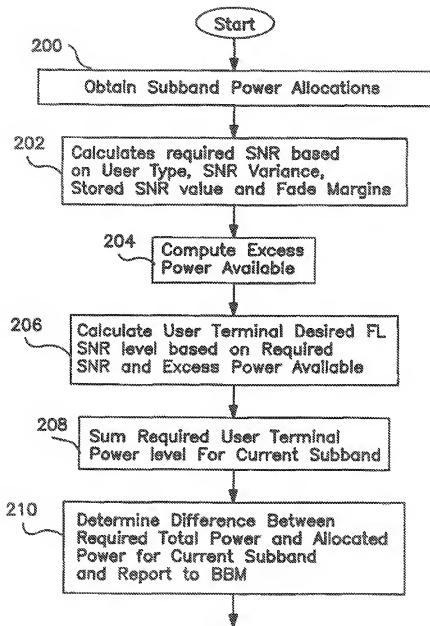 Start
200
Obtain Subband Power Allocations
202
Calculates required SNR based
on User Type, SNR Variance,
Stored SNR value and Fade Margins
204
Compute Excess
Power Available
206
Calculate User Terminal Desired FL
SNR level based on Required
SNR and Excess Power Available
208
Sum Required User Terminal
Power level For Current Subband
210
Determine Difference Between
Required Total Power and Allocated
Power for Current Subband
and Report to BBM